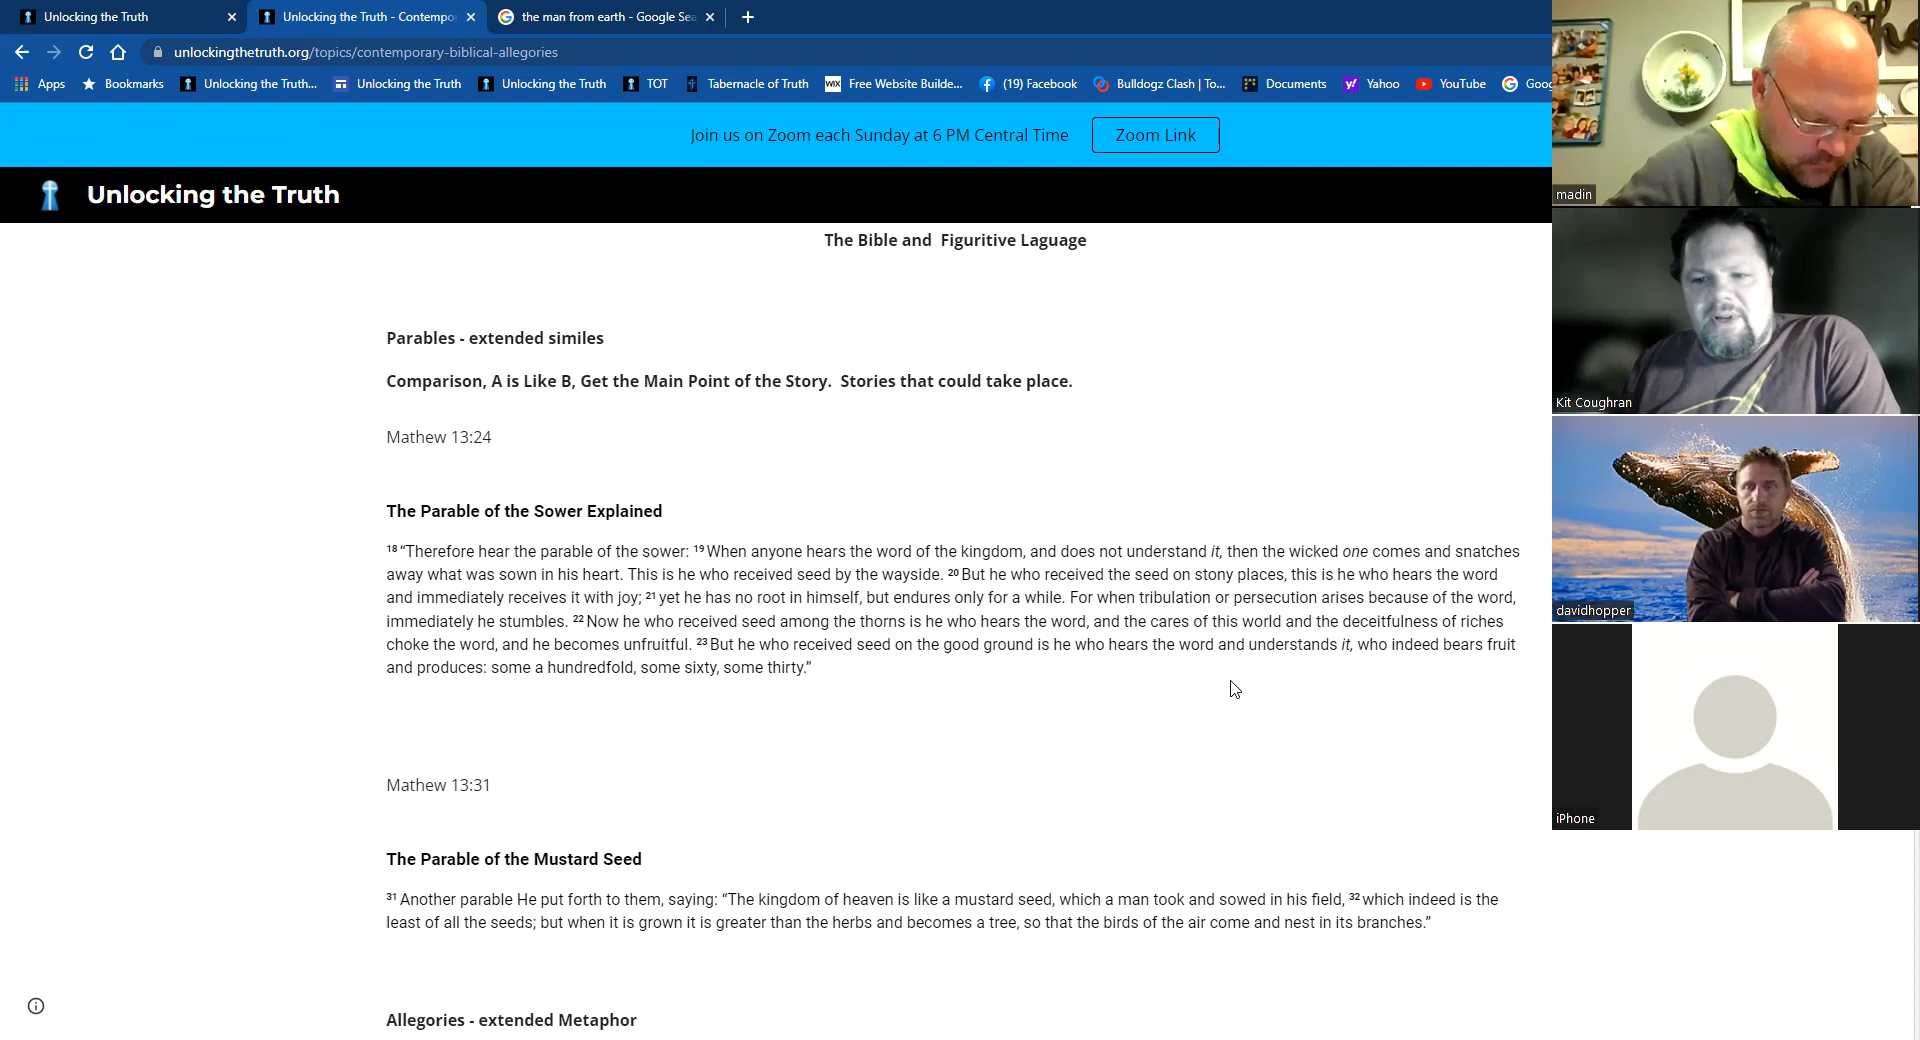 Unlocking the Truth
Unlocking the Truth - Contempor
the man from earth - Google Sea
unlockingthetruth.org/topics/contemporary-biblical-allegories
Apps Bookmarks Unlocking the Truth... Unlocking the Truth Unlocking the Truth TOT Tabernacle of Truth WIX Free Website Builde... (19) Facebook Bulldogz Clash | To... Documents Yahoo YouTube Goog
Join us on Zoom each Sunday at 6 PM Central Time Zoom Link
Unlocking the Truth
The Bible and Figuritive Laguage
Parables - extended similes
Comparison, A is Like B, Get the Main Point of the Story. Stories that could take place.
Mathew 13:24
The Parable of the Sower Explained
18 “Therefore hear the parable of the sower: 19 When anyone hears the word of the kingdom, and does not understand it, then the wicked one comes and snatches
away what was sown in his heart. This is he who received seed by the wayside. 20 But he who received the seed on stony places, this is he who hears the word
and immediately receives it with joy; 21 yet he has no root in himself, but endures only for a while. For when tribulation or persecution arises because of the word,
immediately he stumbles. 22 Now he who received seed among the thorns is he who hears the word, and the cares of this world and the deceitfulness of riches
choke the word, and he becomes unfruitful. 23 But he who received seed on the good ground is he who hears the word and understands it, who indeed bears fruit
and produces: some a hundredfold, some sixty, some thirty.”
Mathew 13:31
The Parable of the Mustard Seed
31 Another parable He put forth to them, saying: “The kingdom of heaven is like a mustard seed, which a man took and sowed in his field, 32 which indeed is the
least of all the seeds; but when it is grown it is greater than the herbs and becomes a tree, so that the birds of the air come and nest in its branches.”
Allegories - extended Metaphor
madin
Kit Coughran
davidhopper
iPhone